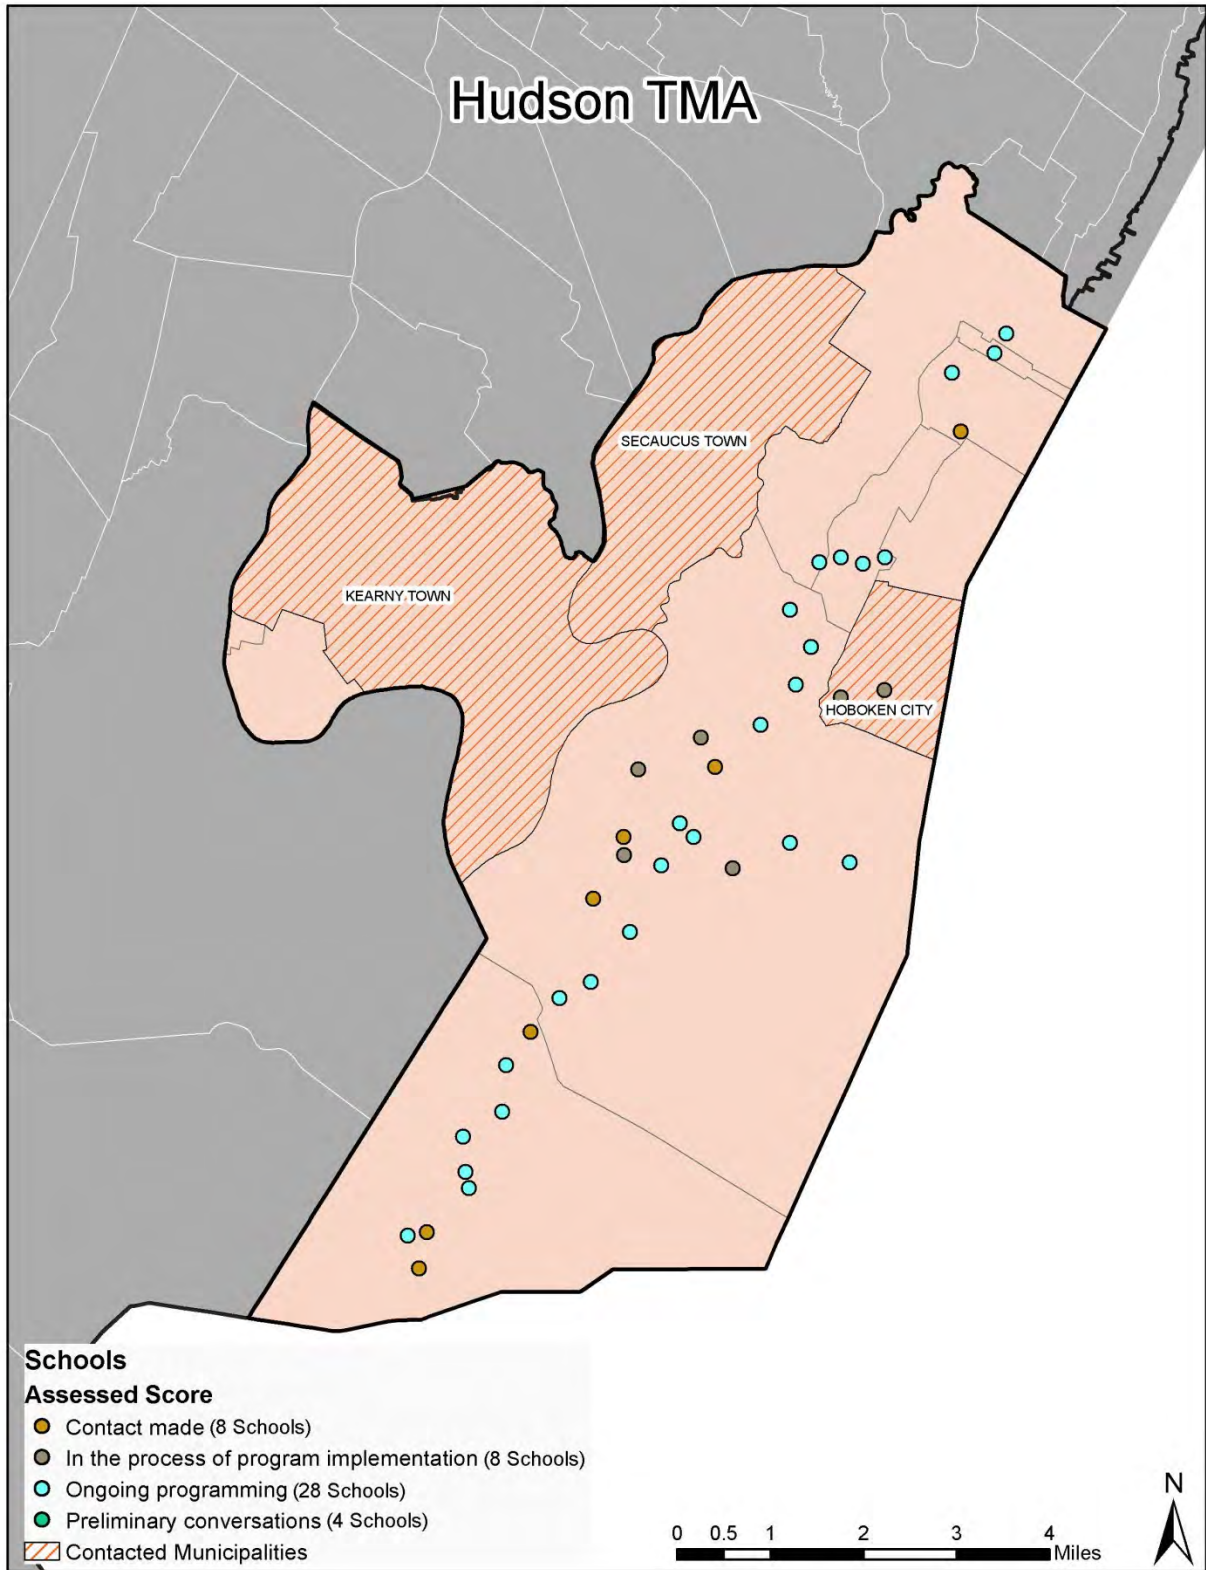 Hudson TMA
SECAUCUS TOWN
KEARNY TOWN
HOBOKEN CITY
Schools
Assessed Score
Contact made (8 Schools)
In the process of program implementation (8 Schools)
Ongoing programming (28 Schools)
Preliminary conversations (4 Schools)
Contacted Municipalities
0 0.5 1 2 3 4
Miles
N